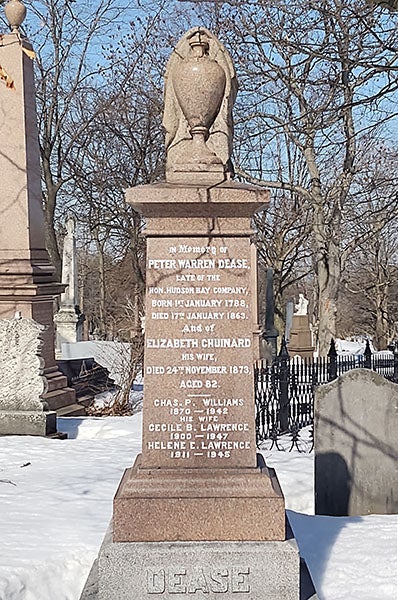 In Memory of
PETER WARREN DEASE,
LATE OF THE
HON. HUDSON BAY COMPANY,
BORN 1ST JANUARY 1788,
DIED 17TH JANUARY 1863.
And of
ELIZABETH CHUINARD
HIS WIFE,
DIED 24TH NOVEMBER 1873,
AGED 82.
CHAS. P. WILLIAMS
1870 — 1942
HIS WIFE
CECILE B. LAWRENCE
1900 — 1947
HELENE E. LAWRENCE
1911 — 1945
DEASE